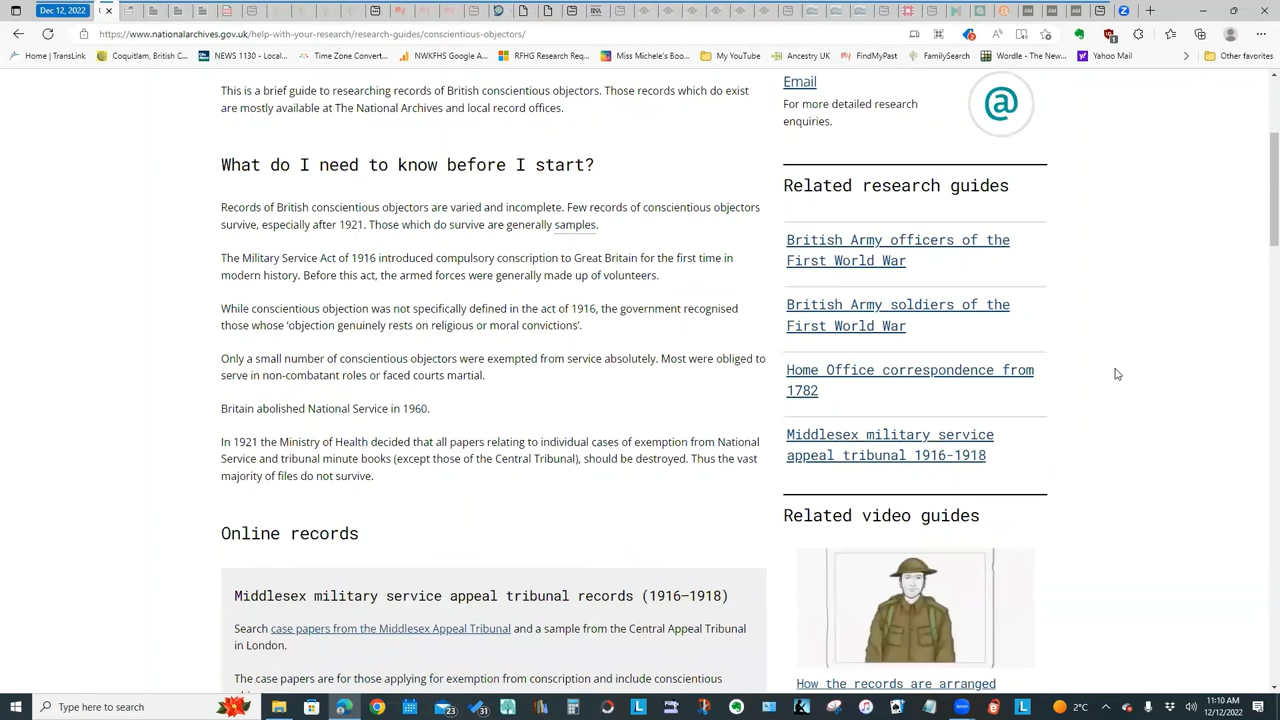 Dec 12, 2022
https://www.nationalarchives.gov.uk/help-with-your-research/research-guides/conscientious-objectors/
Home | TransLink
Coquitlam, British C...
NEWS 1130 - News...
Time Zone Convert...
NWKFHS Google A...
RFHG Research Req...
Miss Michele's Boo...
My YouTube
Ancestry UK
FindMyPast
FamilySearch
Wordle - The New...
Yahoo Mail
Other favorites
This is a brief guide to researching records of British conscientious objectors. Those records which do exist
are mostly available at The National Archives and local record offices.
What do I need to know before I start?
Records of British conscientious objectors are varied and incomplete. Few records of conscientious objectors
survive, especially after 1921. Those which do survive are generally samples.
The Military Service Act of 1916 introduced compulsory conscription to Great Britain for the first time in
modern history. Before this act, the armed forces were generally made up of volunteers.
While conscientious objection was not specifically defined in the act of 1916, the government recognised
those whose ‘objection genuinely rests on religious or moral convictions’.
Only a small number of conscientious objectors were exempted from service absolutely. Most were obliged to
serve in non-combatant roles or faced courts martial.
Britain abolished National Service in 1960.
In 1921 the Ministry of Health decided that all papers relating to individual cases of exemption from National
Service and tribunal minute books (except those of the Central Tribunal), should be destroyed. Thus the vast
majority of files do not survive.
Online records
Middlesex military service appeal tribunal records (1916–1918)
Search case papers from the Middlesex Appeal Tribunal and a sample from the Central Appeal Tribunal
in London.
The case papers are for those applying for exemption from conscription and include conscientious
Email
For more detailed research
enquiries.
Related research guides
British Army officers of the
First World War
British Army soldiers of the
First World War
Home Office correspondence from
1782
Middlesex military service
appeal tribunal 1916-1918
Related video guides
How the records are arranged
Type here to search
2°C
11:10 AM
12/12/2022